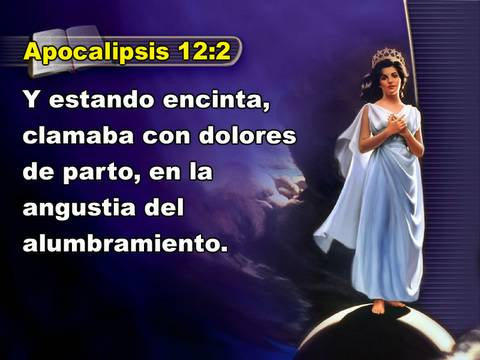 Apocalipsis 12:2
Y estando encinta,
clamaba con dolores
de parto, en la
angustia del
alumbramiento.